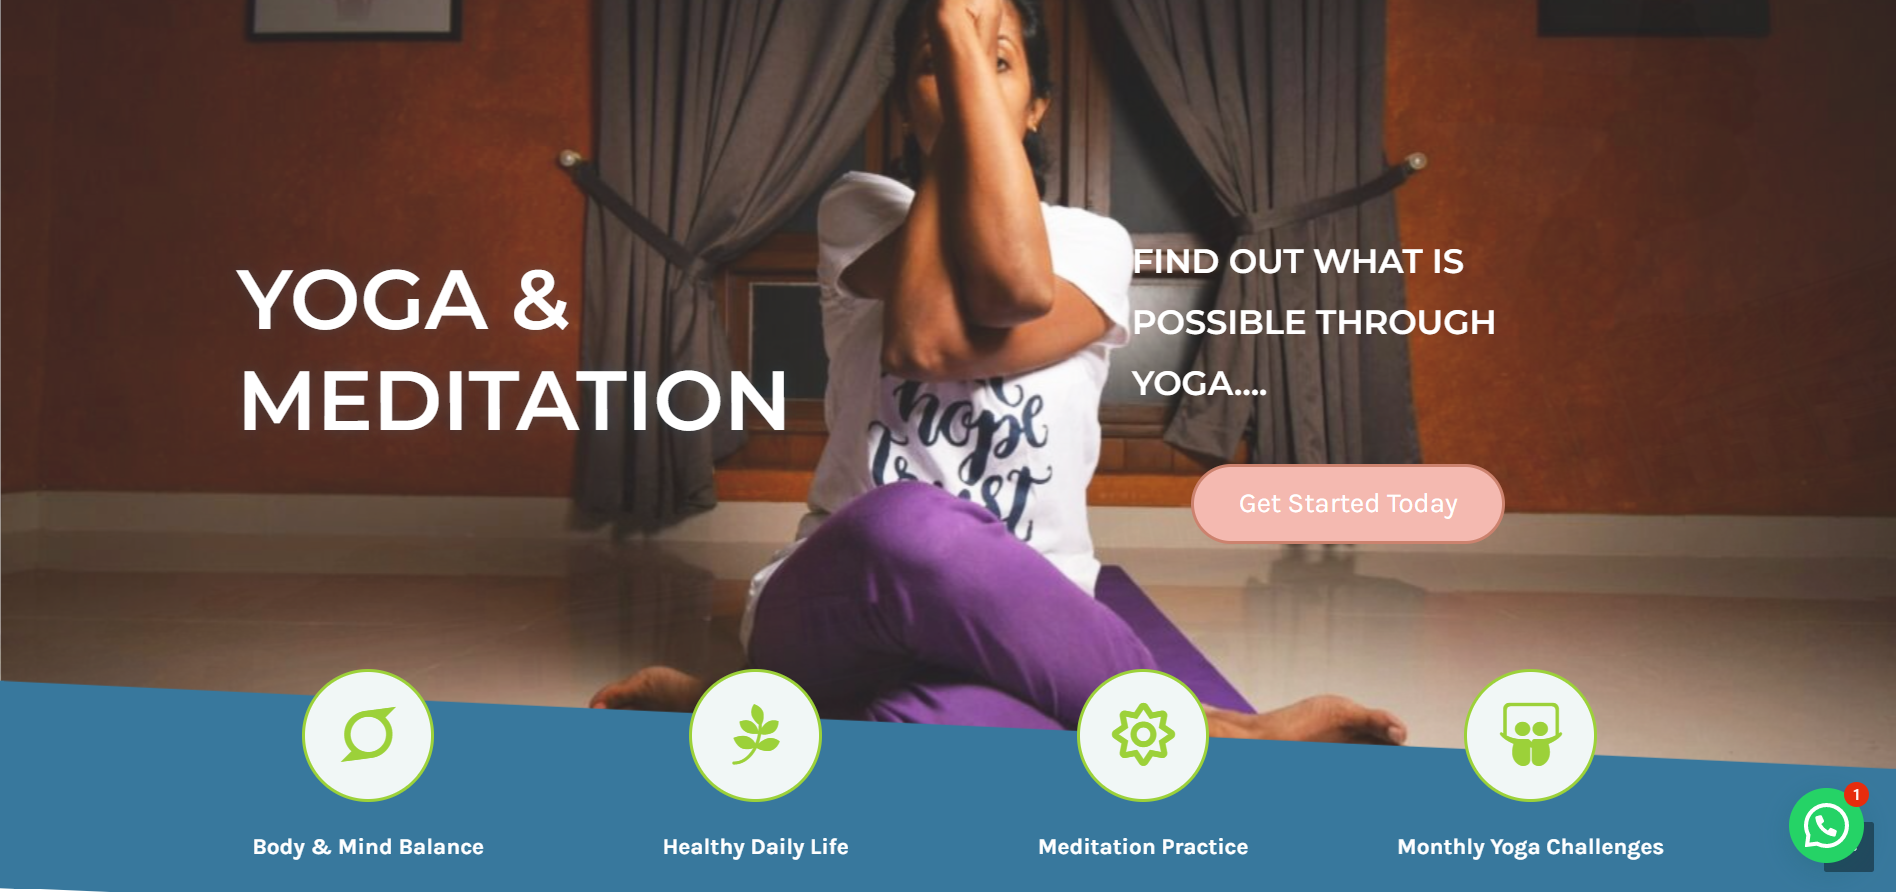 YOGA &
MEDITATION
FIND OUT WHAT IS
POSSIBLE THROUGH
YOGA....
hope
Get Started Today
Body & Mind Balance
Healthy Daily Life
Meditation Practice
Monthly Yoga Challenges
1